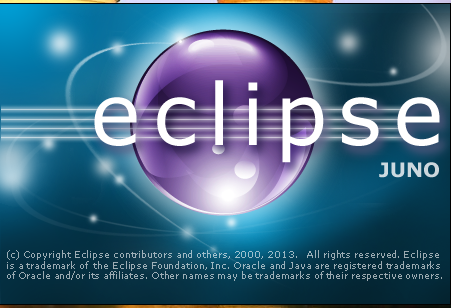 eclipse
JUNO
(c) Copyright Eclipse contributors and others, 2000, 2013. All rights reserved. Eclipse
is a trademark of the Eclipse Foundation, Inc. Oracle and Java are registered trademarks
of Oracle and/or its affiliates. Other names may be trademarks of their respective owners.